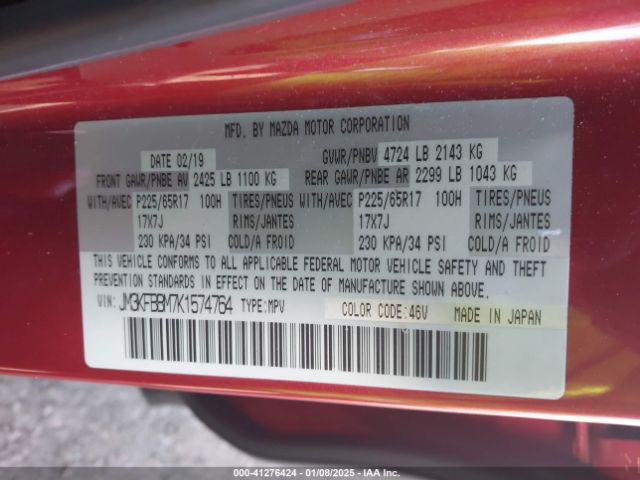 MFD. BY MAZDA MOTOR CORPORATION
DATE 02/19 GVWR/PNBV 4724 LB 2143 KG
FRONT GAWR/PNBE AV 2425 LB 1100 KG REAR GAWR/PNBE AR 2299 LB 1043 KG
WITH/AVEC P225/65R17 100H TIRES/PNEUS WITH/AVEC P225/65R17 100H TIRES/PNEUS
17X7J RIMS/JANTES 17X7J RIMS/JANTES
230 KPA/34 PSI COLD/A FROID 230 KPA/34 PSI COLD/A FROID
THIS VEHICLE CONFORMS TO ALL APPLICABLE FEDERAL MOTOR VEHICLE SAFETY AND THEFT
PREVENTION STANDARDS IN EFFECT ON THE DATE OF MANUFACTURE SHOWN ABOVE.
VIN: JM3KFBBM7K1574764 TYPE:MPV COLOR CODE:46V MADE IN JAPAN
000-41276424 - 01/08/2025 - IAA Inc.